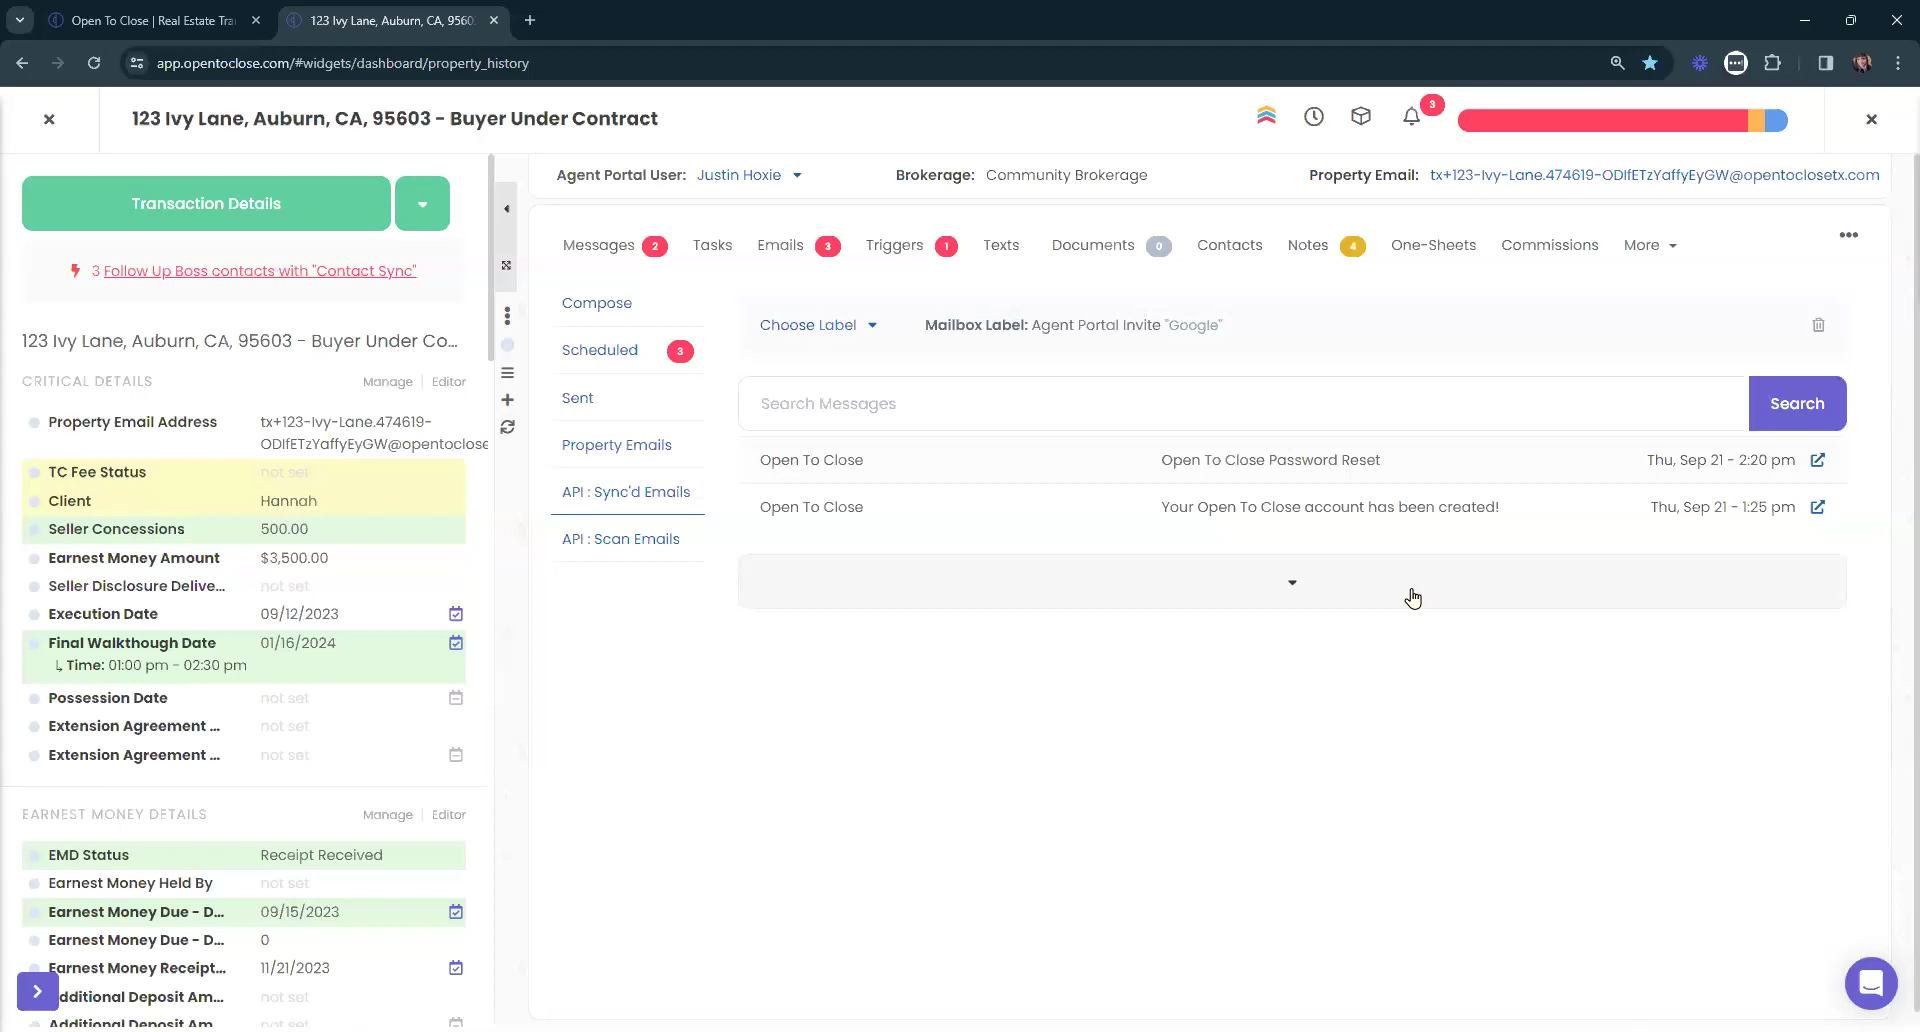 Open To Close | Real Estate Tra
123 Ivy Lane, Auburn, CA, 9560
app.opentoclose.com/#widgets/dashboard/property_history
123 Ivy Lane, Auburn, CA, 95603 - Buyer Under Contract
3
Transaction Details
3 Follow Up Boss contacts with "Contact Sync"
123 Ivy Lane, Auburn, CA, 95603 - Buyer Under Co...
CRITICAL DETAILS
Manage | Editor
Property Email Address
tx+123-Ivy-Lane.474619-
ODIfETzYaffyEyGW@opentoclose
TC Fee Status not set
Client Hannah
Seller Concessions 500.00
Earnest Money Amount $3,500.00
Seller Disclosure Delive... not set
Execution Date 09/12/2023
Final Walkthough Date 01/16/2024
Time: 01:00 pm - 02:30 pm
Possession Date not set
Extension Agreement ... not set
Extension Agreement ... not set
EARNEST MONEY DETAILS
Manage | Editor
EMD Status Receipt Received
Earnest Money Held By not set
Earnest Money Due - D... 09/15/2023
Earnest Money Due - D... 0
Earnest Money Receipt... 11/21/2023
dditional Deposit Am... not set
Additional Deposit Am not set
Agent Portal User: Justin Hoxie
Brokerage: Community Brokerage
Property Email: tx+123-Ivy-Lane.474619-ODIfETzYaffyEyGW@opentoclosetx.com
Messages 2 Tasks Emails 3 Triggers 1 Texts Documents 0 Contacts Notes 4 One-Sheets Commissions More
Compose
Scheduled 3
Sent
Property Emails
API : Sync'd Emails
API : Scan Emails
Choose Label
Mailbox Label: Agent Portal Invite "Google"
Search Messages
Search
Open To Close Open To Close Password Reset Thu, Sep 21 - 2:20 pm
Open To Close Your Open To Close account has been created! Thu, Sep 21 - 1:25 pm